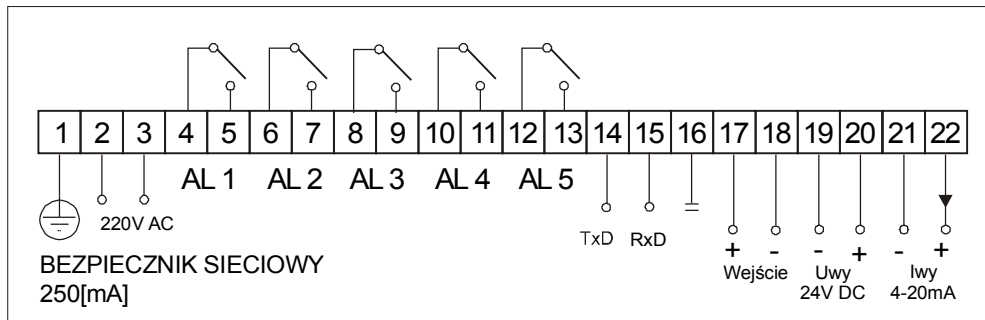 1 2 3 4 5 6 7 8 9 10 11 12 13 14 15 16 17 18 19 20 21 22
AL 1 AL 2 AL 3 AL 4 AL 5
220V AC
TxD RxD
+ - - + - +
Wejście Uwy Iwy
24V DC 4-20mA
BEZPIECZNIK SIECIOWY
250[mA]